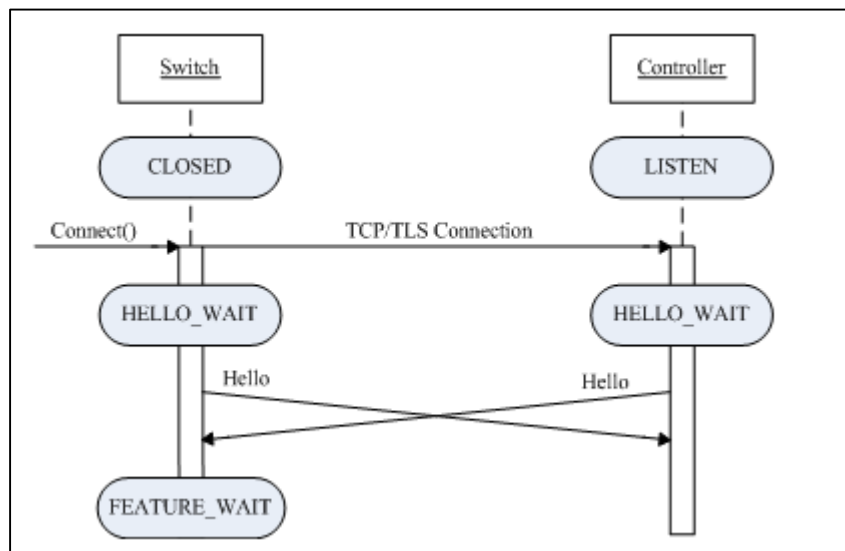 Switch
Controller
CLOSED
LISTEN
Connect()
TCP/TLS Connection
HELLO_WAIT
HELLO_WAIT
Hello
Hello
FEATURE_WAIT